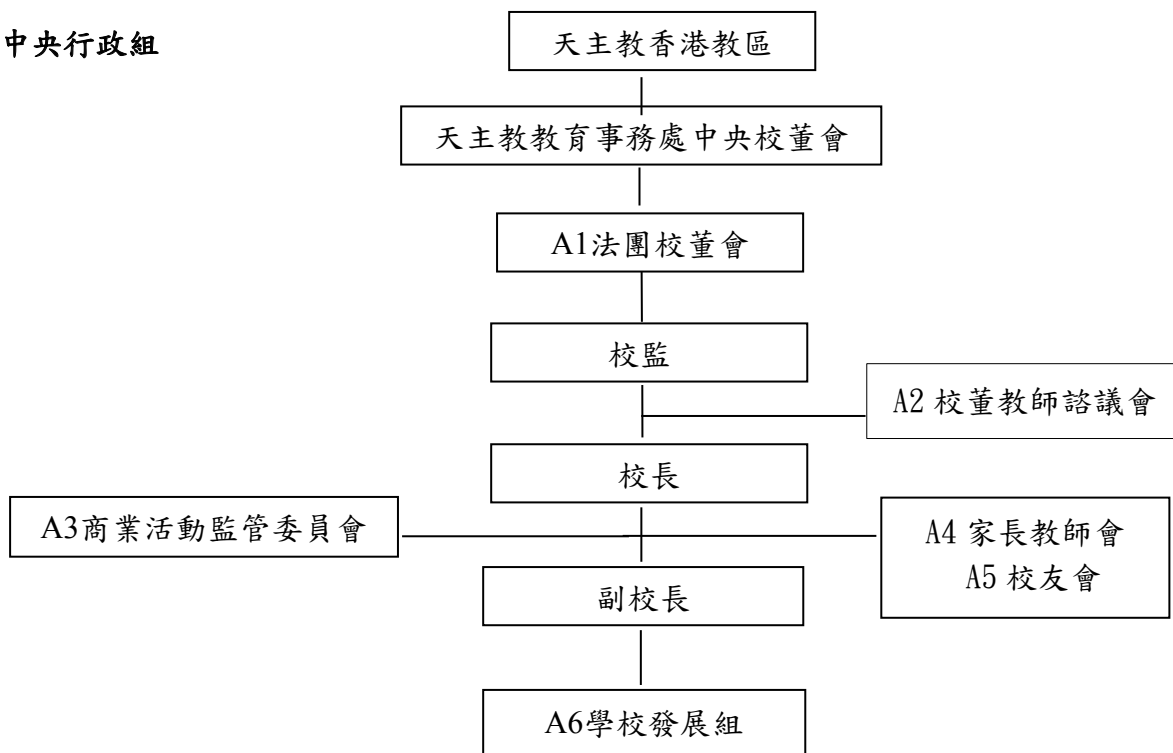 中央行政組
天主教香港教區
天主教教育事務處中央校董會
A1法團校董會
校監
A2 校董教師諮議會
校長
A3商業活動監管委員會
A4 家長教師會
A5 校友會
副校長
A6學校發展組